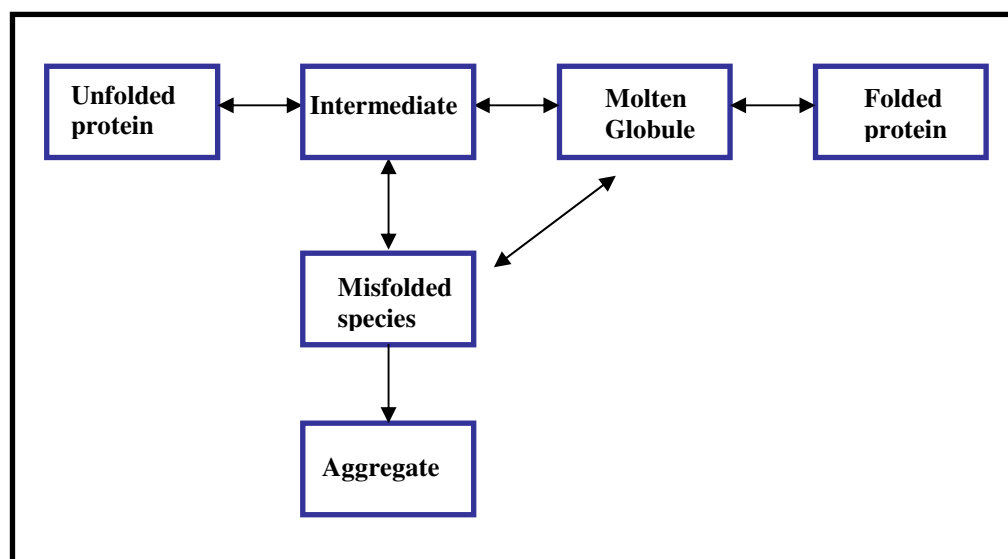 Unfolded
protein
Intermediate
Molten
Globule
Folded
protein
Misfolded
species
Aggregate